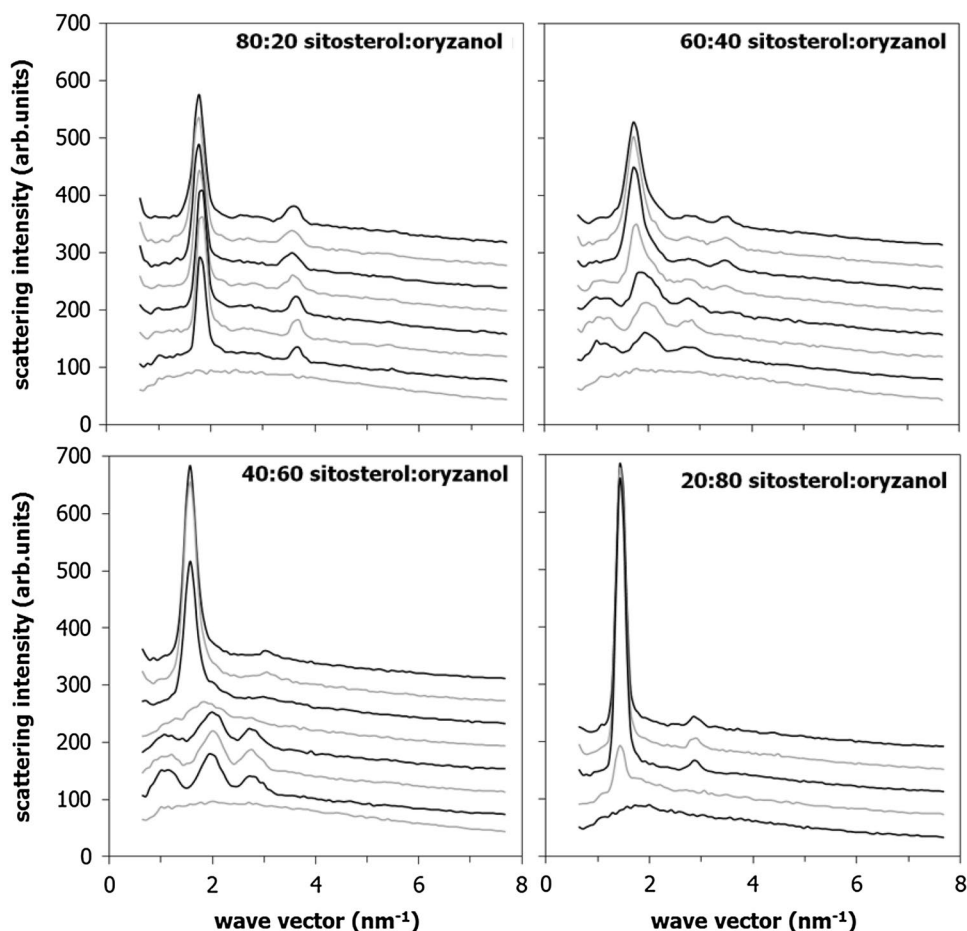 80:20 sitosterol:oryzanol
60:40 sitosterol:oryzanol
scattering intensity (arb.units)
700
600
500
400
300
200
100
0
40:60 sitosterol:oryzanol
20:80 sitosterol:oryzanol
scattering intensity (arb.units)
700
600
500
400
300
200
100
0
0 2 4 6 8 0 2 4 6 8
wave vector (nm⁻¹) wave vector (nm⁻¹)